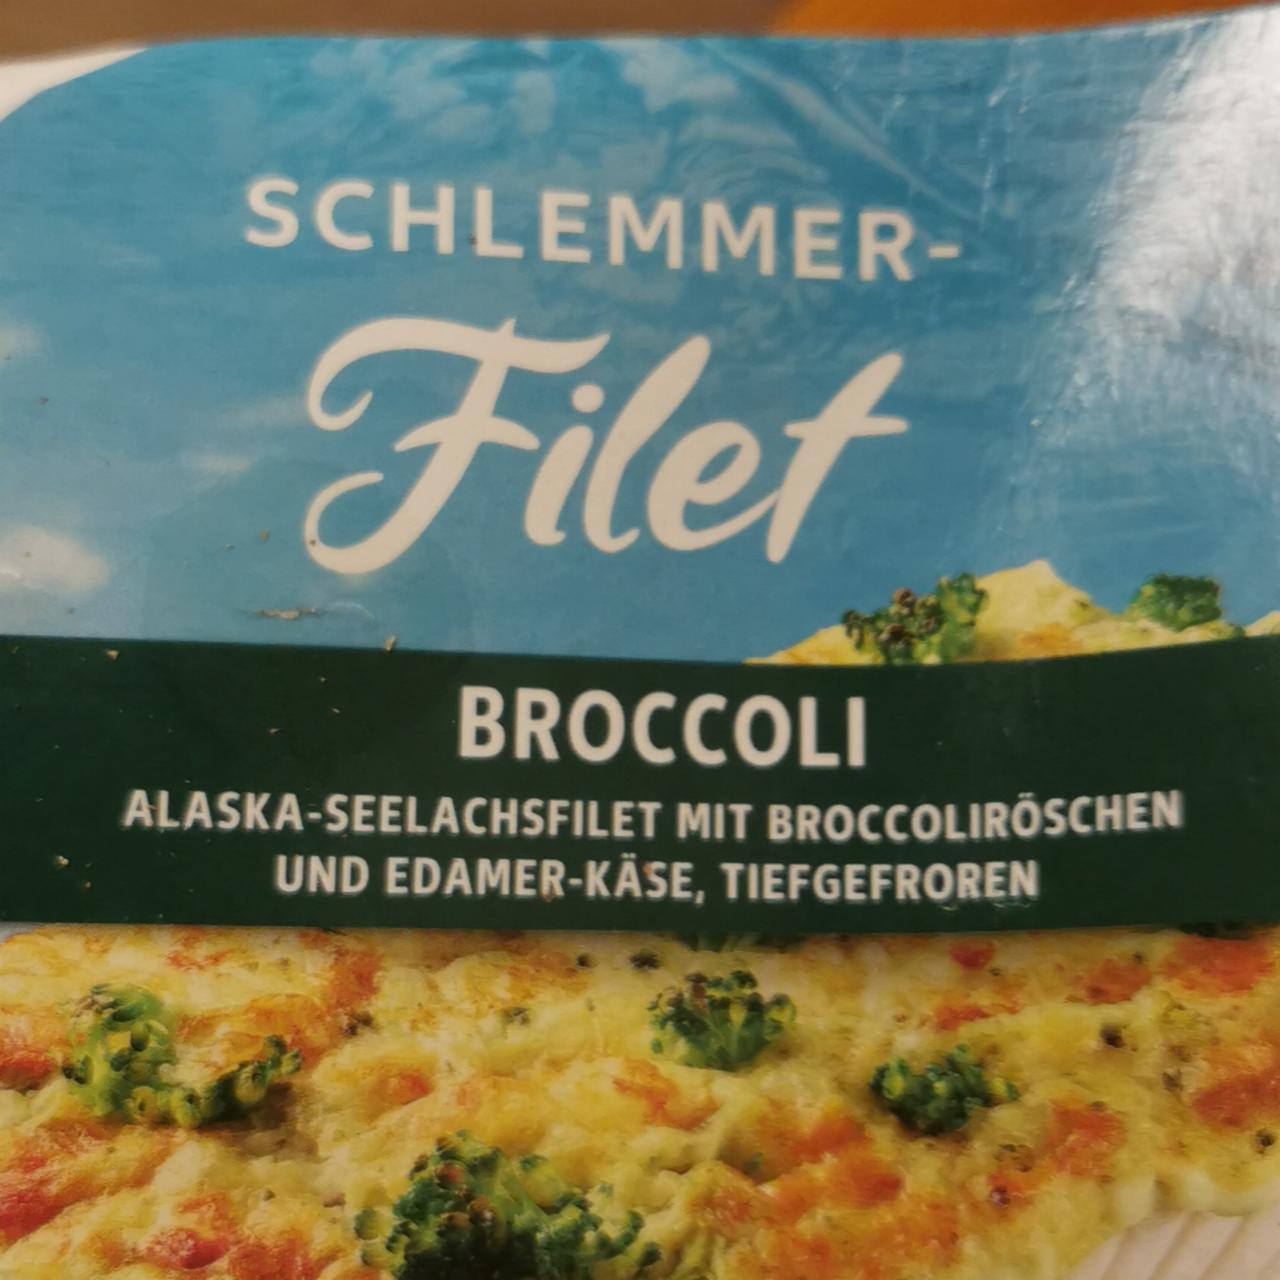 SCHLEMMER-
Filet
BROCCOLI
ALASKA-SEELACHSFILET MIT BROCCOLIRÖSCHEN
UND EDAMER-KÄSE, TIEFGEFROREN